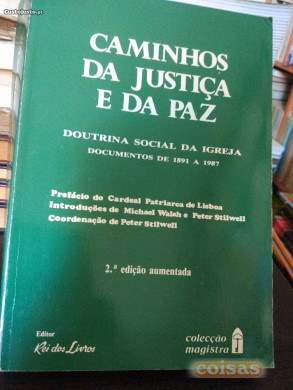 CustoJusto.pt
CAMINHOS
DA JUSTIÇA
E DA PAZ
DOUTRINA SOCIAL DA IGREJA
DOCUMENTOS DE 1891 A 1987
Prefácio do Cardeal Patriarca de Lisboa
Introduções de Michael Walsh e Peter Stilwell
Coordenação de Peter Stilwell
2.ª edição aumentada
Editor
Rei dos Livros
colecção
magistra
coisas